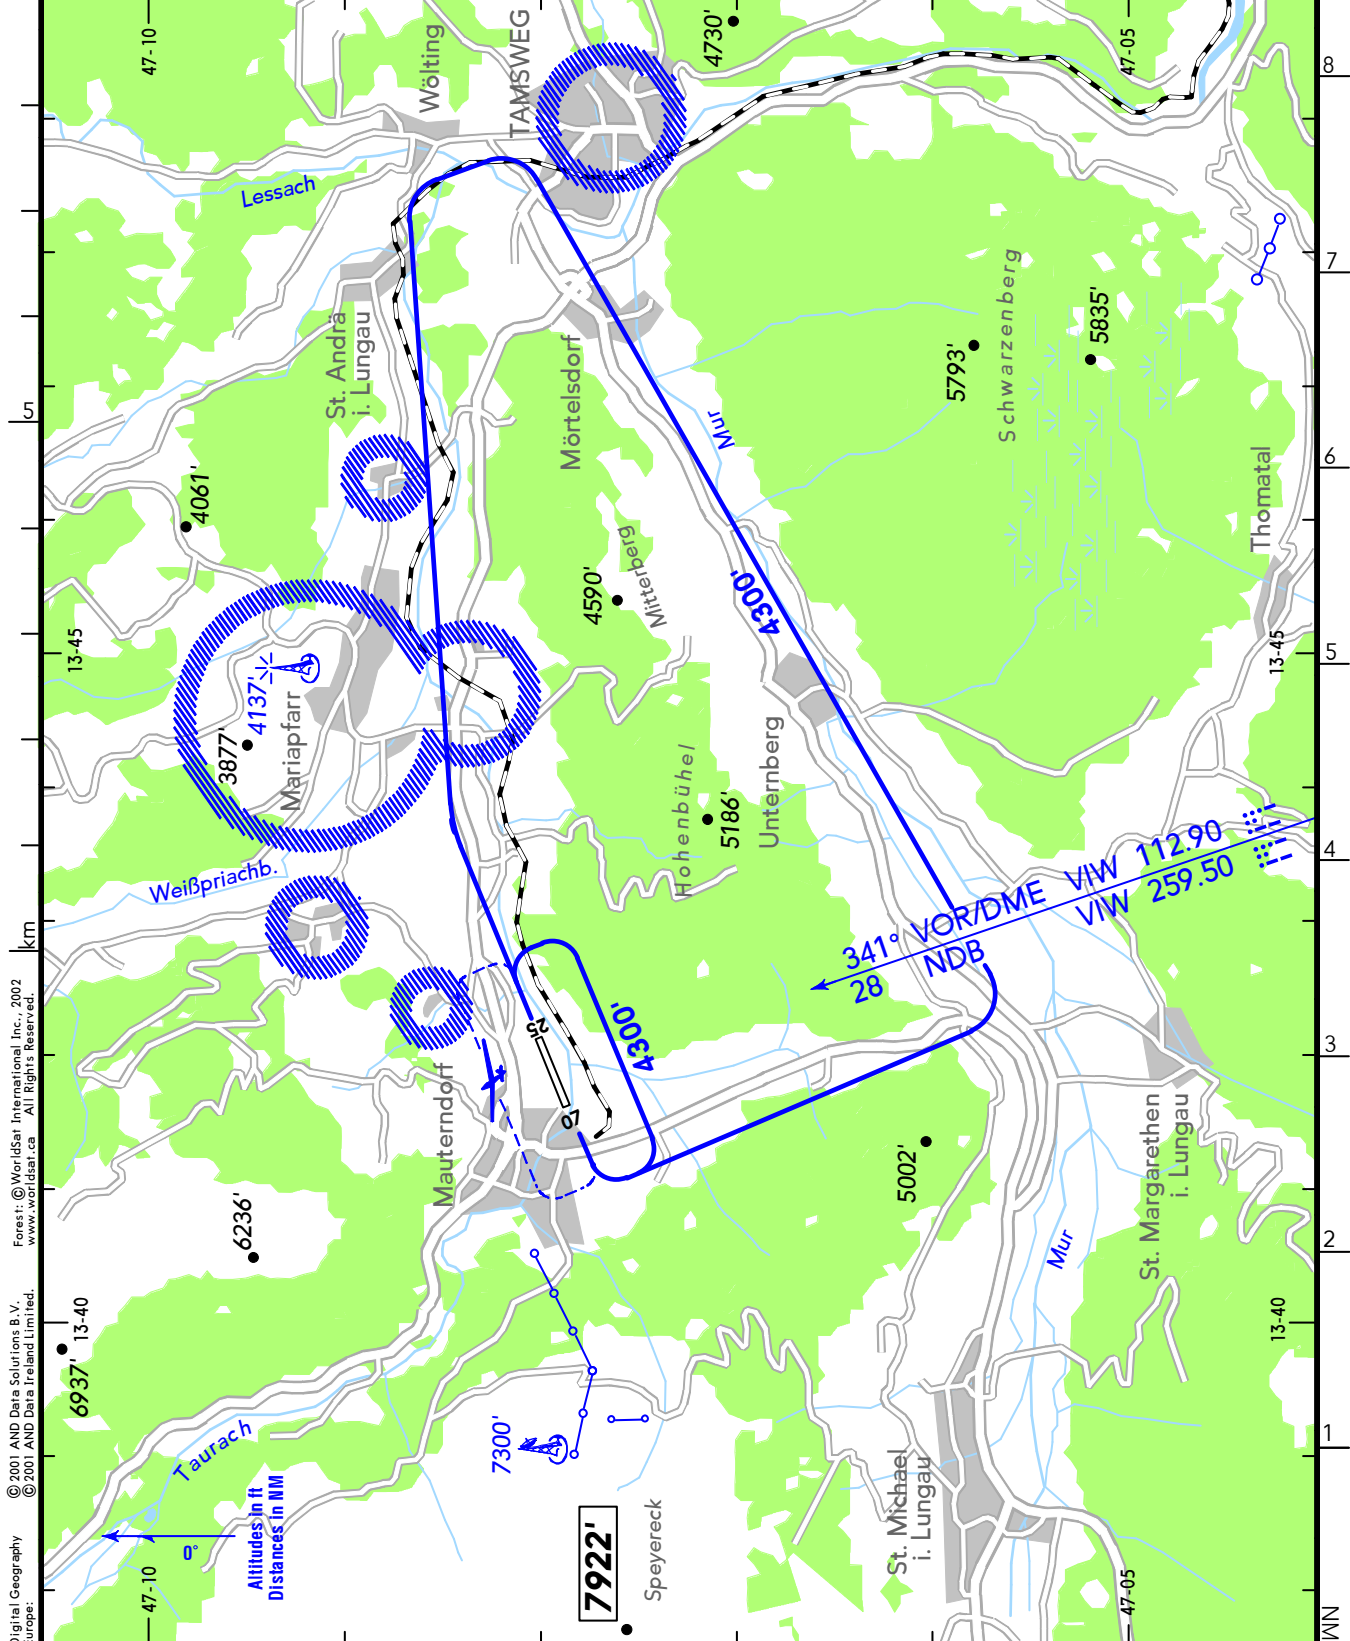 Digital Geography
Europe:
© 2001 AND Data Solutions B.V.
© 2001 AND Data Ireland Limited.
Forest: © WorldSat International Inc., 2002
www.worldsat.ca All Rights Reserved.
km
5
47-10
47-05
Wölting
TAMSWEG
4730'
Lessach
St. Andrä
i. Lungau
Mörtelsdorf
Mur
5793'
Schwarzenberg
5835'
Thomatal
4061'
4590'
Mitterberg
4300'
13-45
13-45
4137'
3877'
Mariapfarr
Hohenbühel
5186'
Unternberg
Weißpriachb.
341° VOR/DME VIW 112.90
28 NDB VIW 259.50
25
07
4300'
Mauterndorf
5002'
St. Margarethen
i. Lungau
Mur
6236'
6937'
13-40
13-40
Taurach
7300'
St. Michael
i. Lungau
0°
Altitudes in ft
Distances in NM
7922'
Speyereck
47-10
47-05
NM
1
2
3
4
5
6
7
8